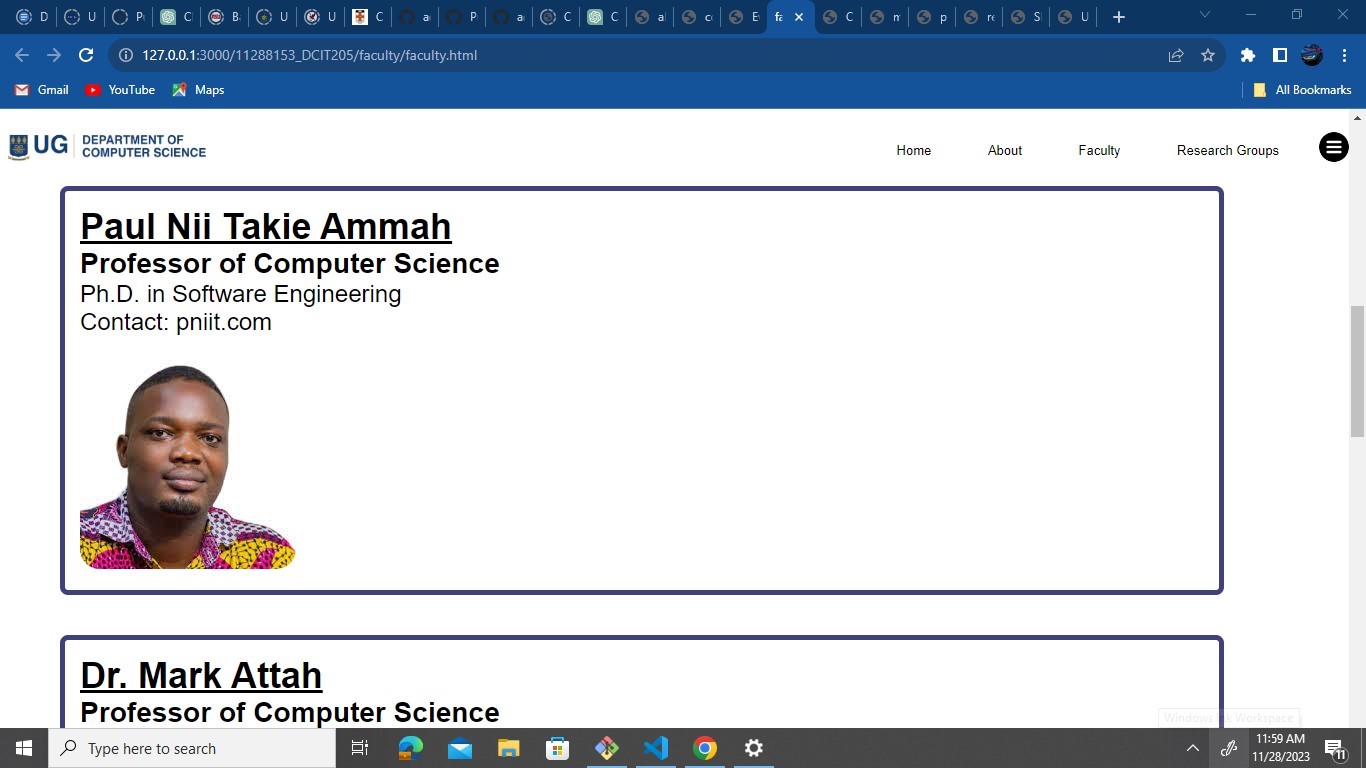 127.0.0.1:3000/11288153_DCIT205/faculty/faculty.html
Gmail
YouTube
Maps
All Bookmarks
UG
DEPARTMENT OF
COMPUTER SCIENCE
Home
About
Faculty
Research Groups
Paul Nii Takie Ammah
Professor of Computer Science
Ph.D. in Software Engineering
Contact: pniit.com
Dr. Mark Attah
Professor of Computer Science
Windows Ink Workspace
Type here to search
11:59 AM
11/28/2023
11